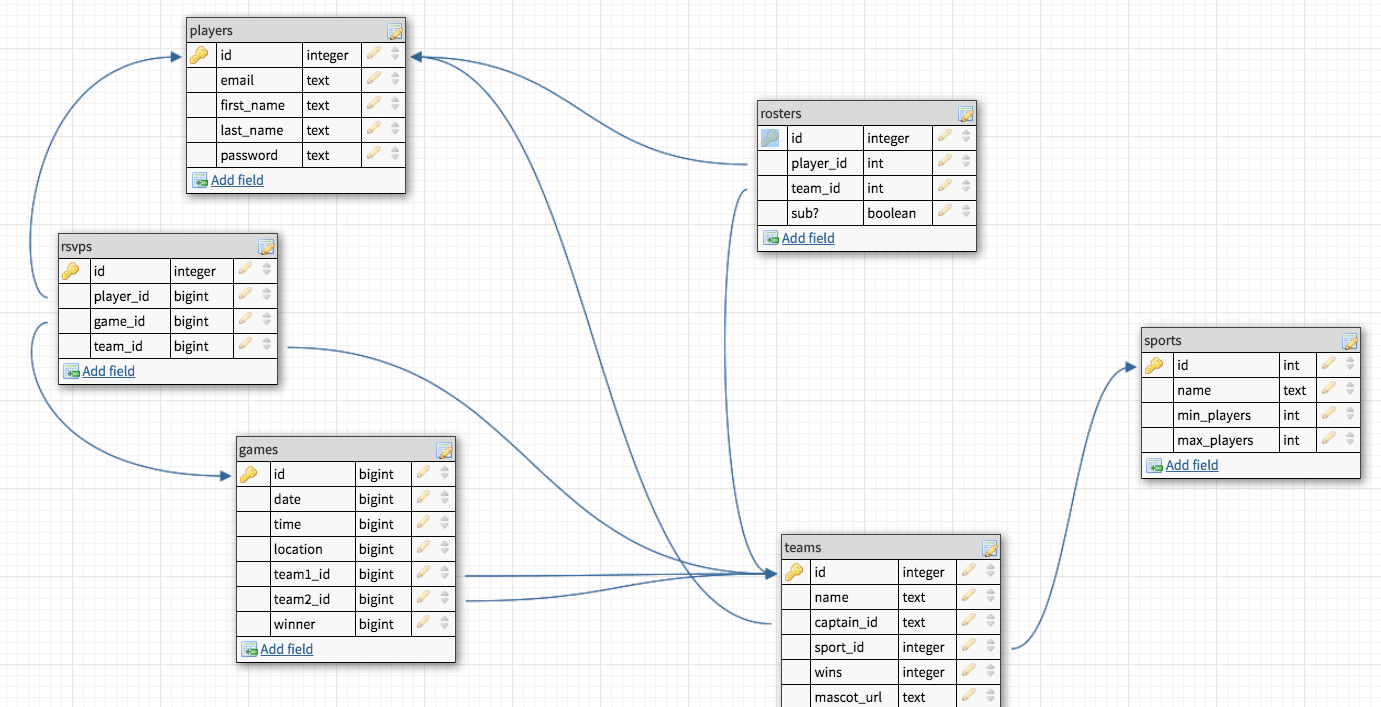 players
id integer
email text
first_name text
last_name text
password text
Add field
rosters
id integer
player_id int
team_id int
sub? boolean
Add field
rsvps
id integer
player_id bigint
game_id bigint
team_id bigint
Add field
sports
id int
name text
min_players int
max_players int
Add field
games
id bigint
date bigint
time bigint
location bigint
team1_id bigint
team2_id bigint
winner bigint
Add field
teams
id integer
name text
captain_id text
sport_id integer
wins integer
mascot_url text